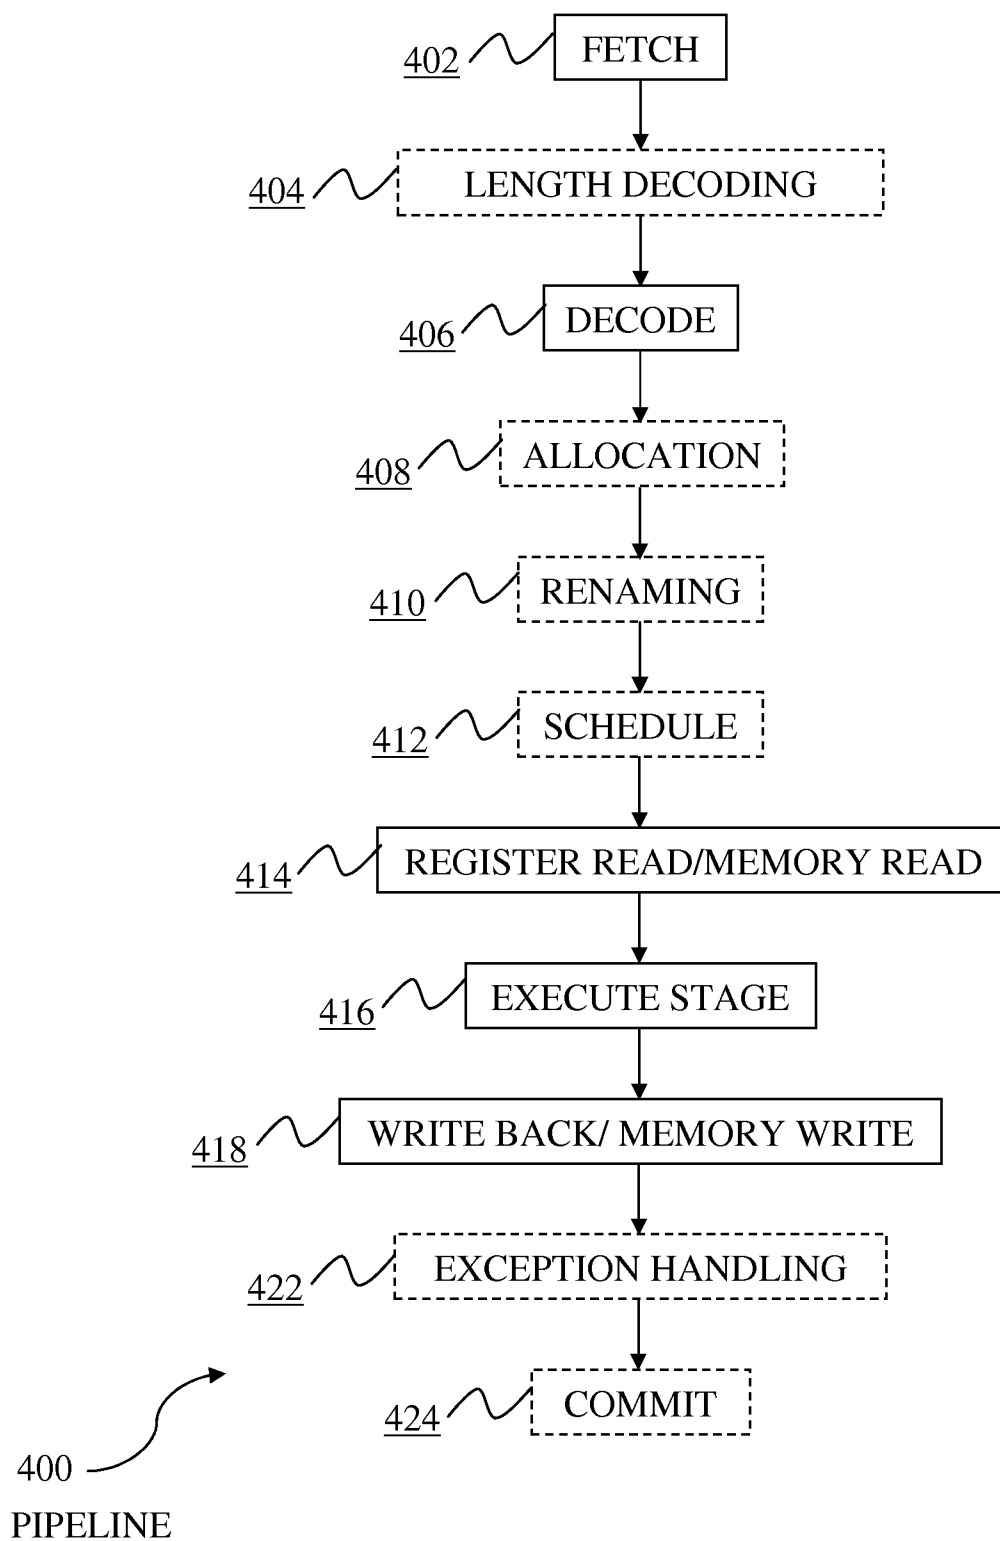 FETCH
402
LENGTH DECODING
404
DECODE
406
ALLOCATION
408
RENAMING
410
SCHEDULE
412
REGISTER READ/MEMORY READ
414
EXECUTE STAGE
416
WRITE BACK/ MEMORY WRITE
418
EXCEPTION HANDLING
422
COMMIT
424
400
PIPELINE